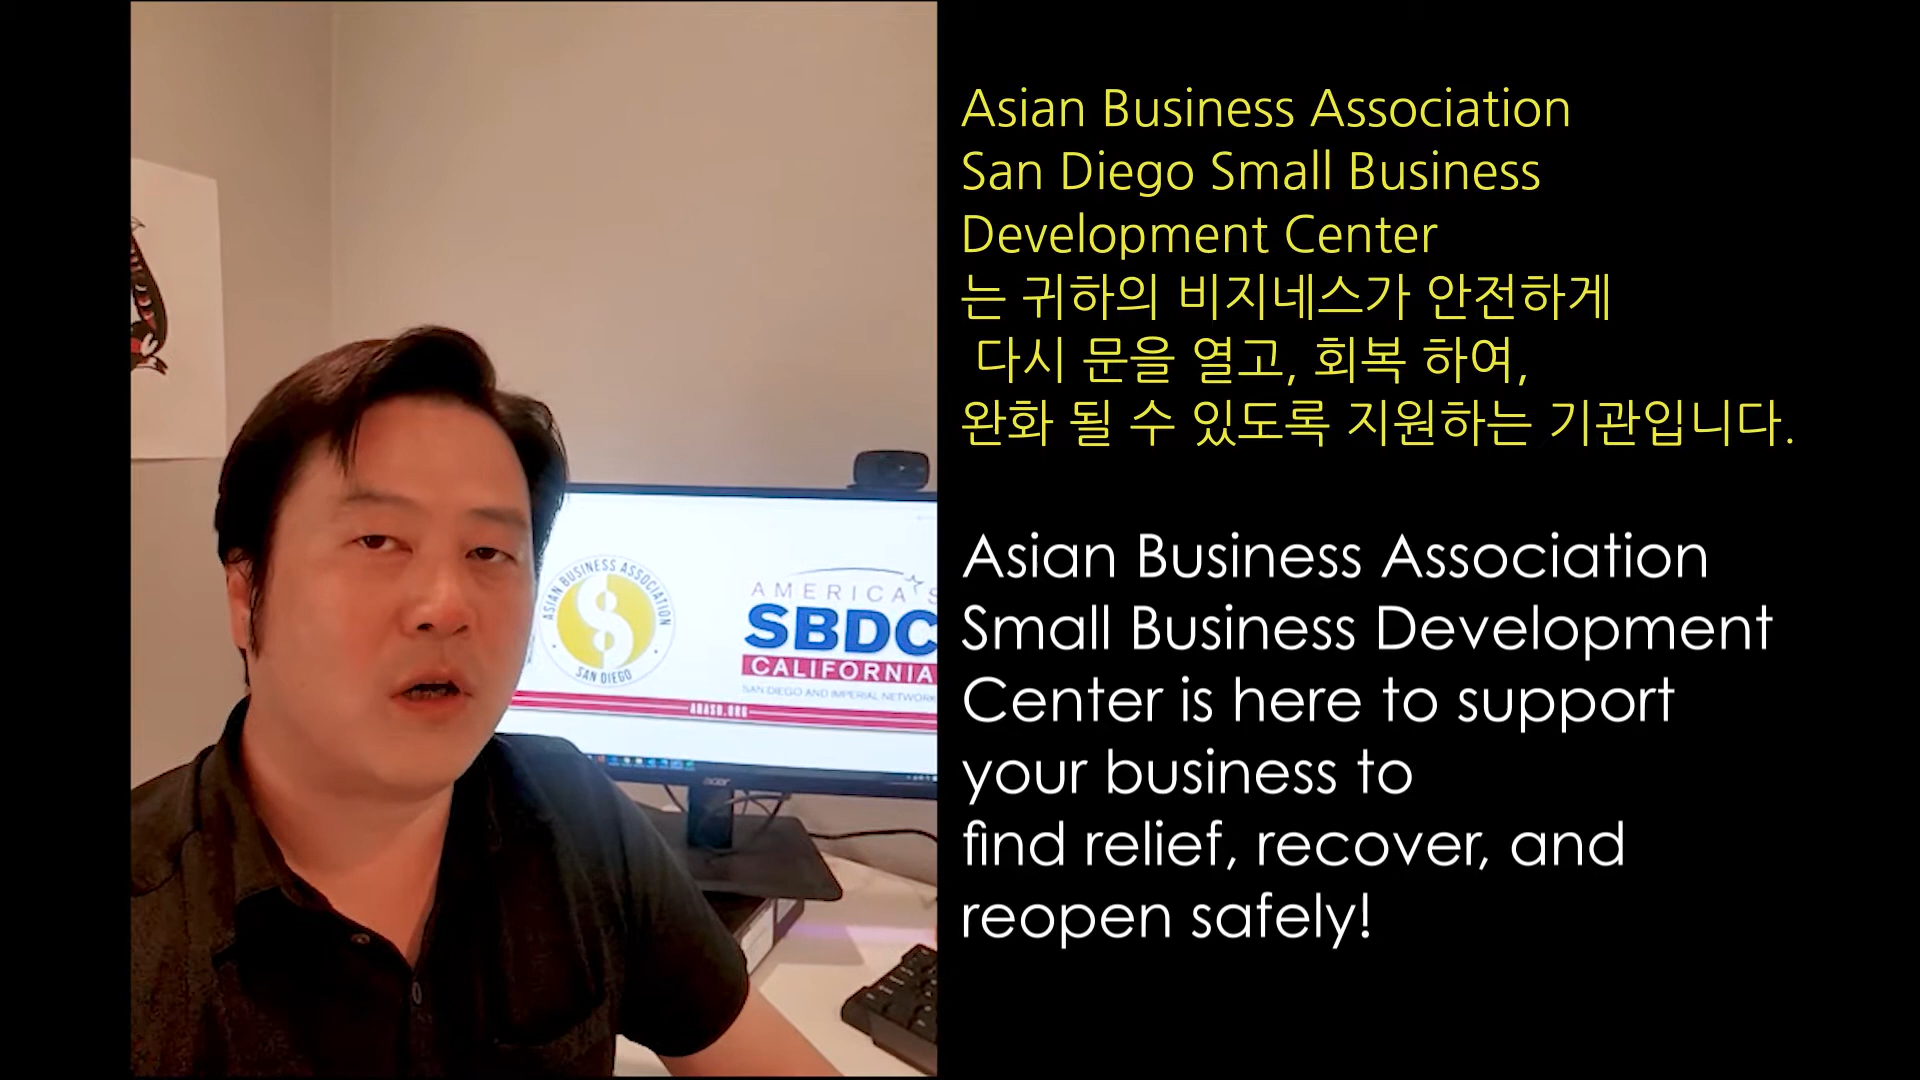 Asian Business Association
San Diego Small Business
Development Center
는 귀하의 비지네스가 안전하게
다시 문을 열고, 회복 하여,
완화 될 수 있도록 지원하는 기관입니다.
Asian Business Association
Small Business Development
Center is here to support
your business to
find relief, recover, and
reopen safely!
ASIAN BUSINESS ASSOCIATION
SAN DIEGO
AMERICA'S
SBDC
CALIFORNIA
SAN DIEGO AND IMPERIAL NETWORK
ABASD.ORG
acer